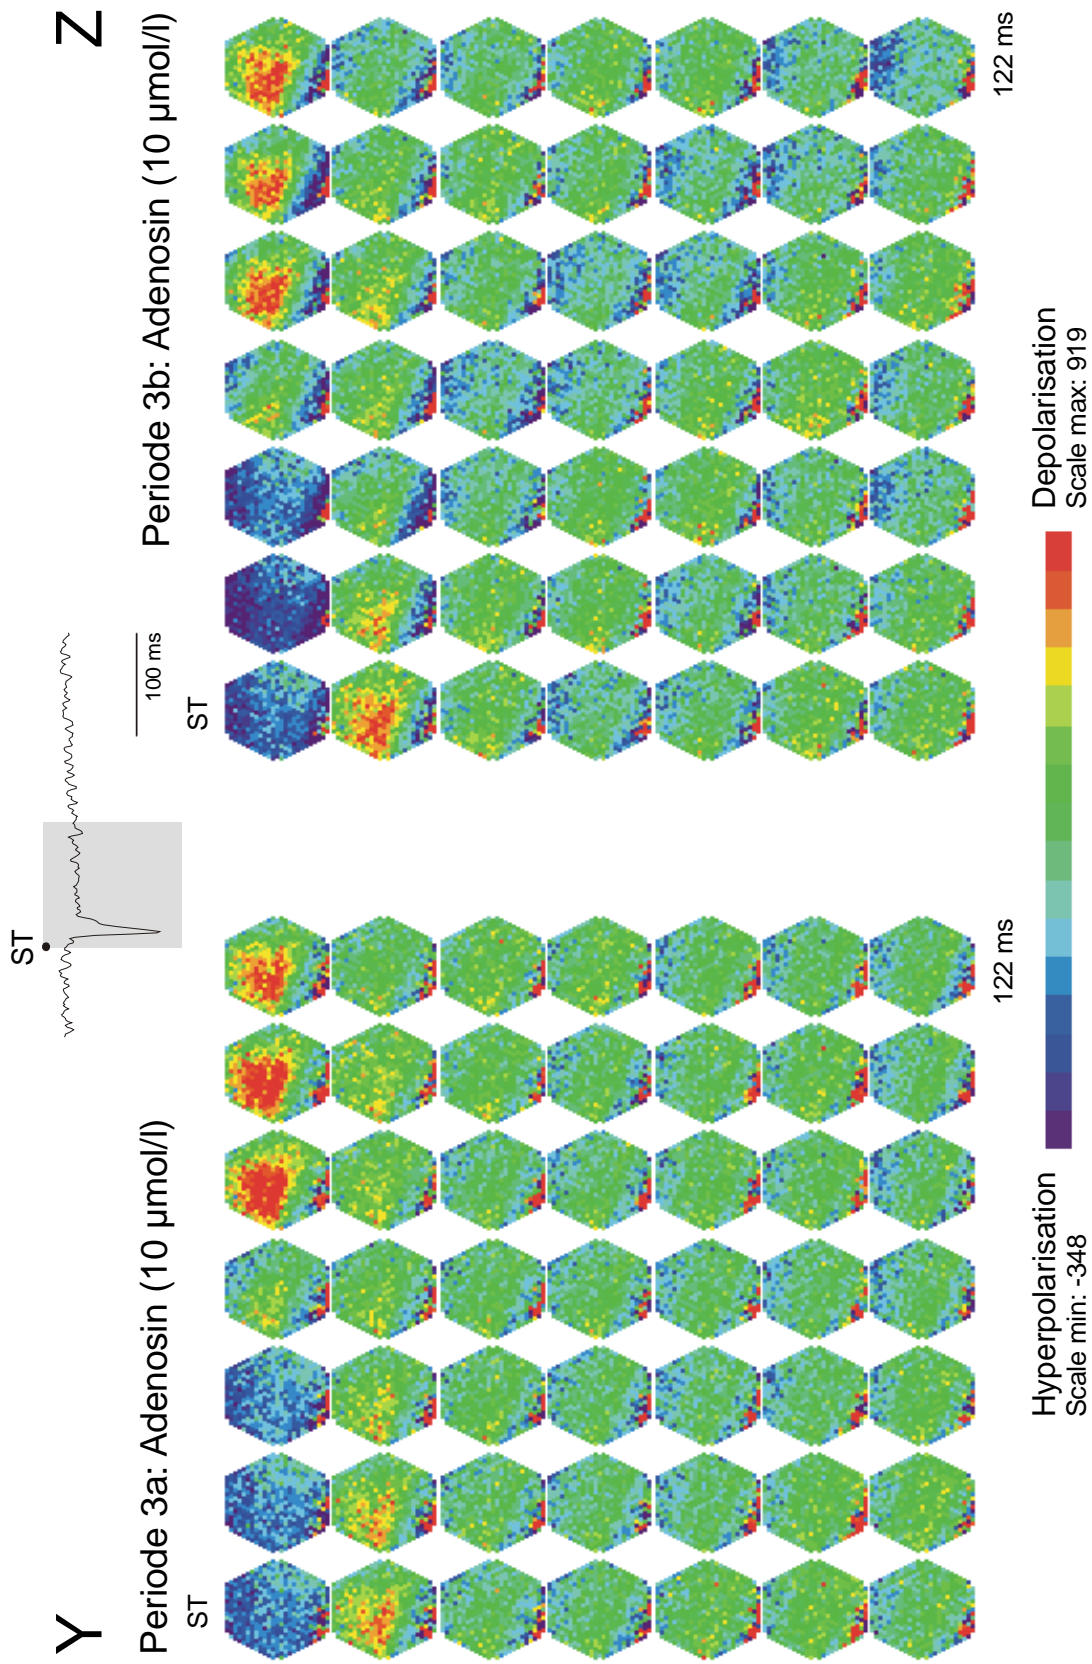 Y
Z
ST
100 ms
Periode 3a: Adenosin (10 µmol/l)
Periode 3b: Adenosin (10 µmol/l)
ST
ST
122 ms
122 ms
Hyperpolarisation
Scale min: -348
Depolarisation
Scale max: 919